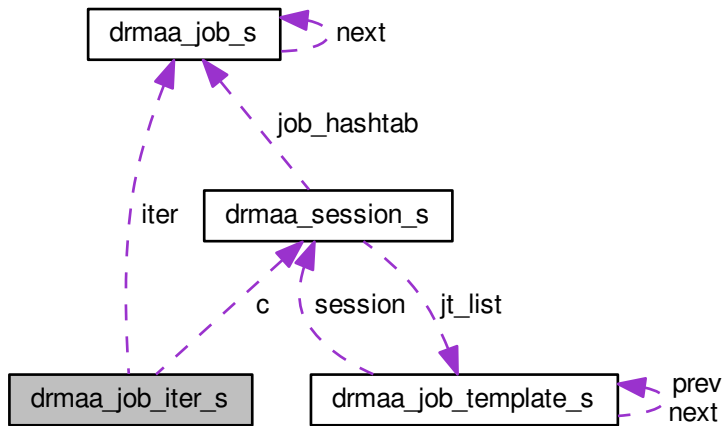 drmaa_job_s
next
job_hashtab
iter
drmaa_session_s
c
session
jt_list
drmaa_job_iter_s
drmaa_job_template_s
prev
next